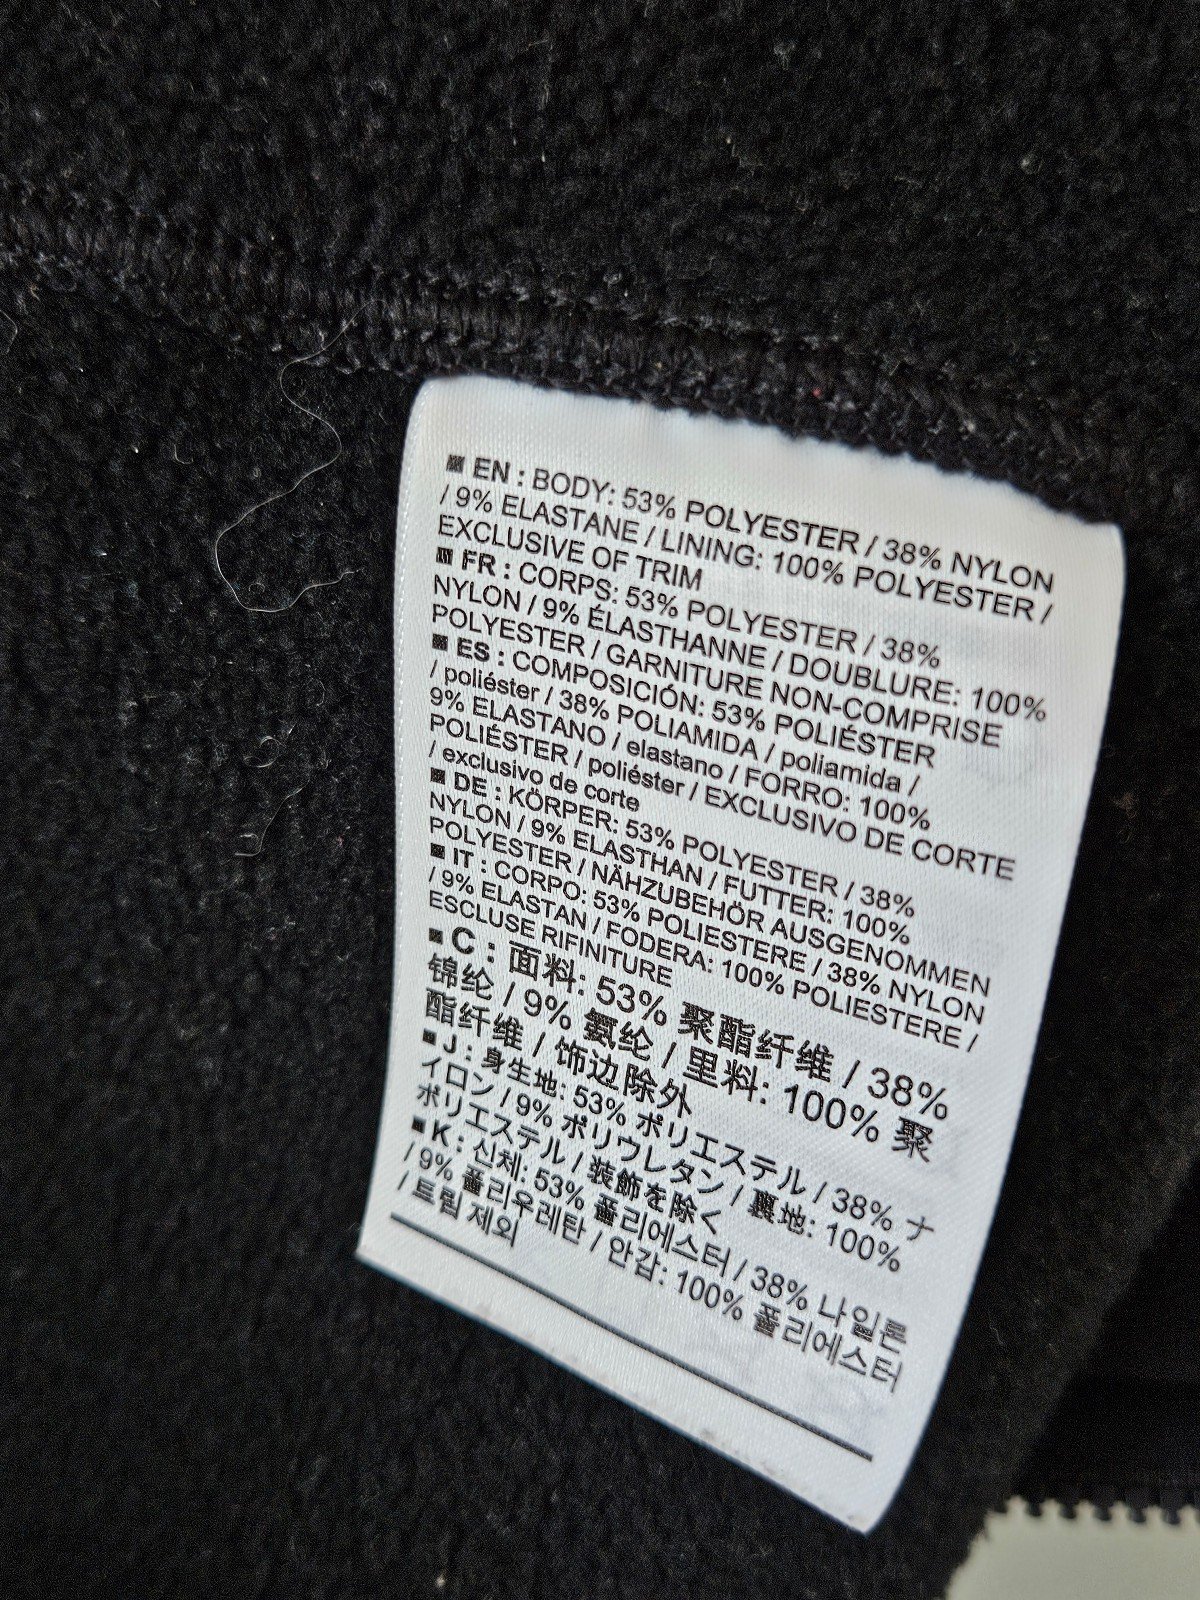 ■ EN : BODY: 53% POLYESTER / 38% NYLON
/ 9% ELASTANE / LINING: 100% POLYESTER /
EXCLUSIVE OF TRIM
■ FR : CORPS: 53% POLYESTER / 38%
NYLON / 9% ÉLASTHANNE / DOUBLURE: 100%
POLYESTER / GARNITURE NON-COMPRISE
■ ES : COMPOSICIÓN: 53% POLIÉSTER
/ poliéster / 38% POLIAMIDA / poliamida /
9% ELASTANO / elastano / FORRO: 100%
POLIÉSTER / poliéster / EXCLUSIVO DE CORTE
/ exclusivo de corte
■ DE : KÖRPER: 53% POLYESTER / 38%
NYLON / 9% ELASTHAN / FUTTER: 100%
POLYESTER / NÄHZUBEHÖR AUSGENOMMEN
■ IT : CORPO: 53% POLIESTERE / 38% NYLON
/ 9% ELASTAN / FODERA: 100% POLIESTERE /
ESCLUSE RIFINITURE
■ C : 面料: 53% 聚酯纤维 / 38%
锦纶 / 9% 氨纶 / 里料: 100% 聚
酯纤维 / 饰边除外
■ J : 身生地: 53% ポリエステル / 38% ナ
イロン / 9% ポリウレタン / 裏地: 100%
ポリエステル / 装飾を除く
■ K : 신체: 53% 폴리에스터 / 38% 나일론
/ 9% 폴리우레탄 / 안감: 100% 폴리에스터
/ 트림 제외